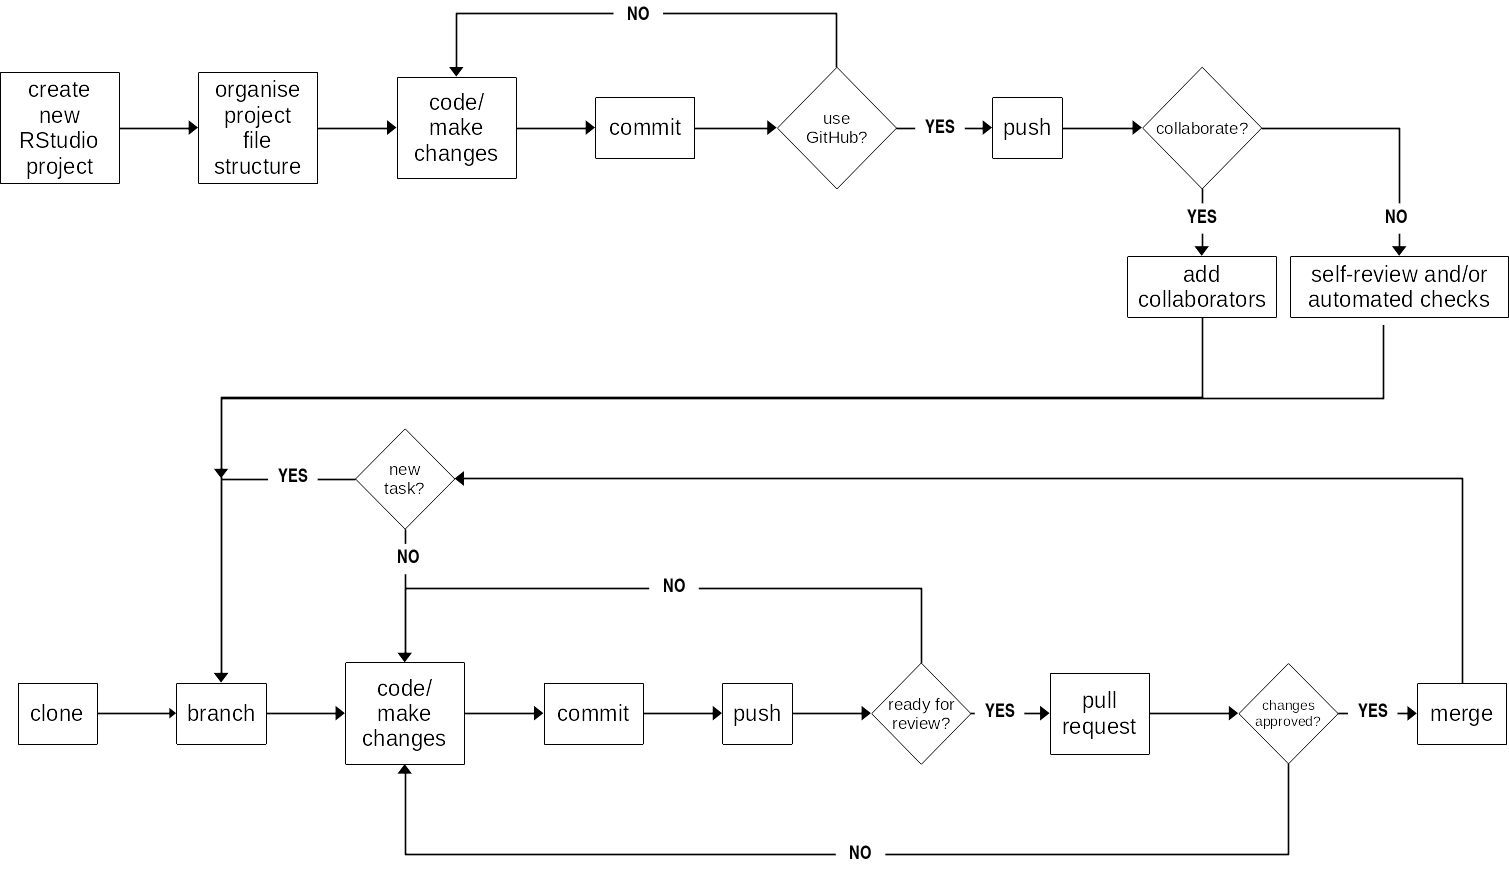 NO
create
new
RStudio
project
organise
project
file
structure
code/
make
changes
commit
use
GitHub?
YES
push
collaborate?
YES
NO
add
collaborators
self-review and/or
automated checks
YES
new
task?
NO
NO
clone
branch
code/
make
changes
commit
push
ready for
review?
YES
pull
request
changes
approved?
YES
merge
NO